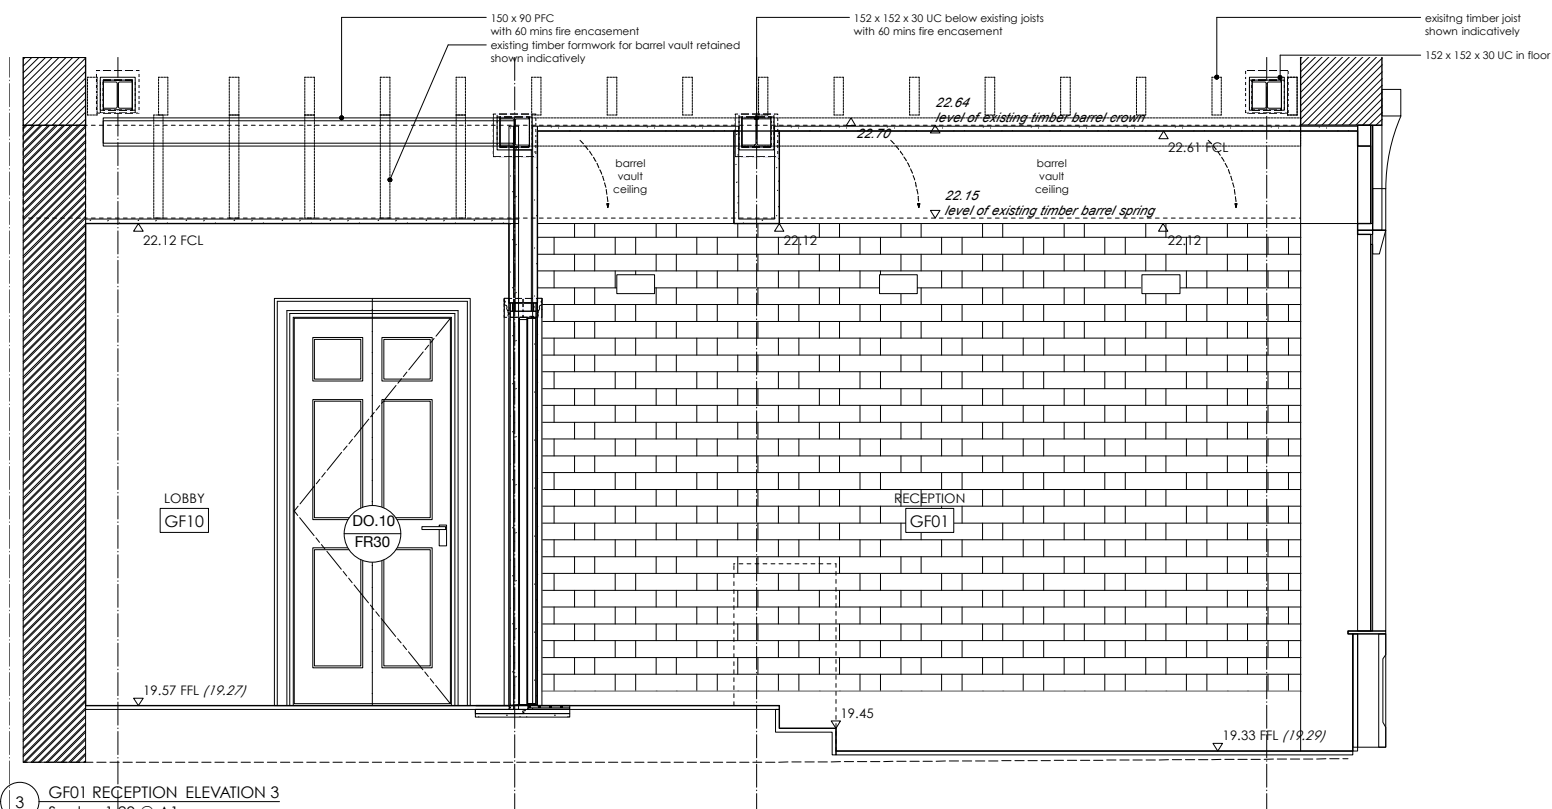 150 x 90 PFC
with 60 mins fire encasement
existing timber formwork for barrel vault retained
shown indicatively
152 x 152 x 30 UC below existing joists
with 60 mins fire encasement
exisitng timber joist
shown indicatively
152 x 152 x 30 UC in floor
22.64
level of existing timber barrel crown
22.70
22.61 FCL
barrel
vault
ceiling
barrel
vault
ceiling
22.15
level of existing timber barrel spring
22.12 FCL
22.12
22.12
LOBBY
GF10
DO.10
FR30
RECEPTION
GF01
19.57 FFL (19.27)
19.45
19.33 FFL (19.29)
3
GF01 RECEPTION ELEVATION 3